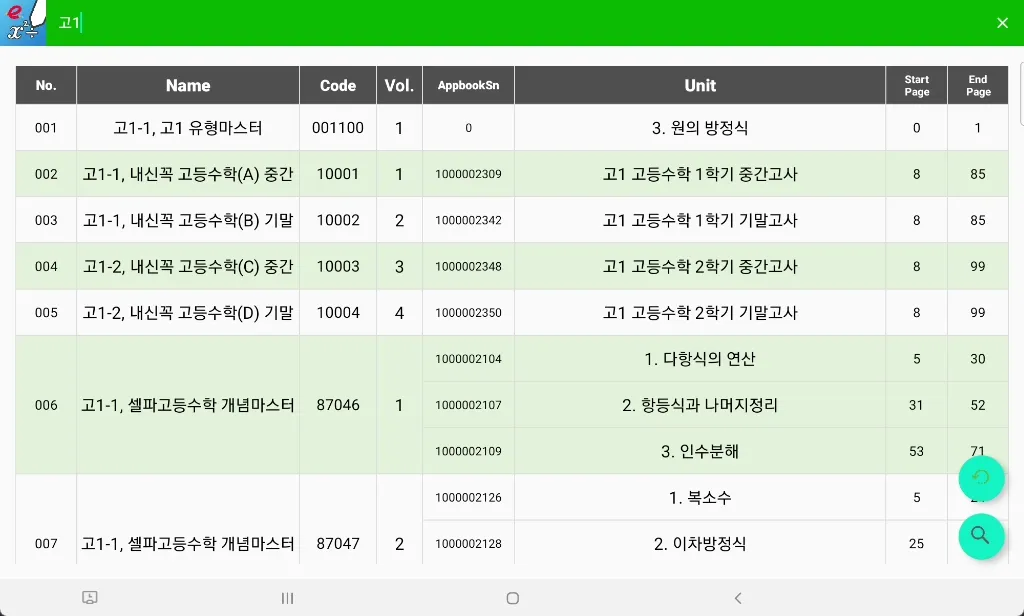 e x²÷
고1
No. Name Code Vol. AppbookSn Unit Start Page End Page
001 고1-1, 고1 유형마스터 001100 1 0 3. 원의 방정식 0 1
002 고1-1, 내신꼭 고등수학(A) 중간 10001 1 1000002309 고1 고등수학 1학기 중간고사 8 85
003 고1-1, 내신꼭 고등수학(B) 기말 10002 2 1000002342 고1 고등수학 1학기 기말고사 8 85
004 고1-2, 내신꼭 고등수학(C) 중간 10003 3 1000002348 고1 고등수학 2학기 중간고사 8 99
005 고1-2, 내신꼭 고등수학(D) 기말 10004 4 1000002350 고1 고등수학 2학기 기말고사 8 99
1000002104 1. 다항식의 연산 5 30
006 고1-1, 셀파고등수학 개념마스터 87046 1 1000002107 2. 항등식과 나머지정리 31 52
1000002109 3. 인수분해 53 71
1000002126 1. 복소수 5
007 고1-1, 셀파고등수학 개념마스터 87047 2 1000002128 2. 이차방정식 25